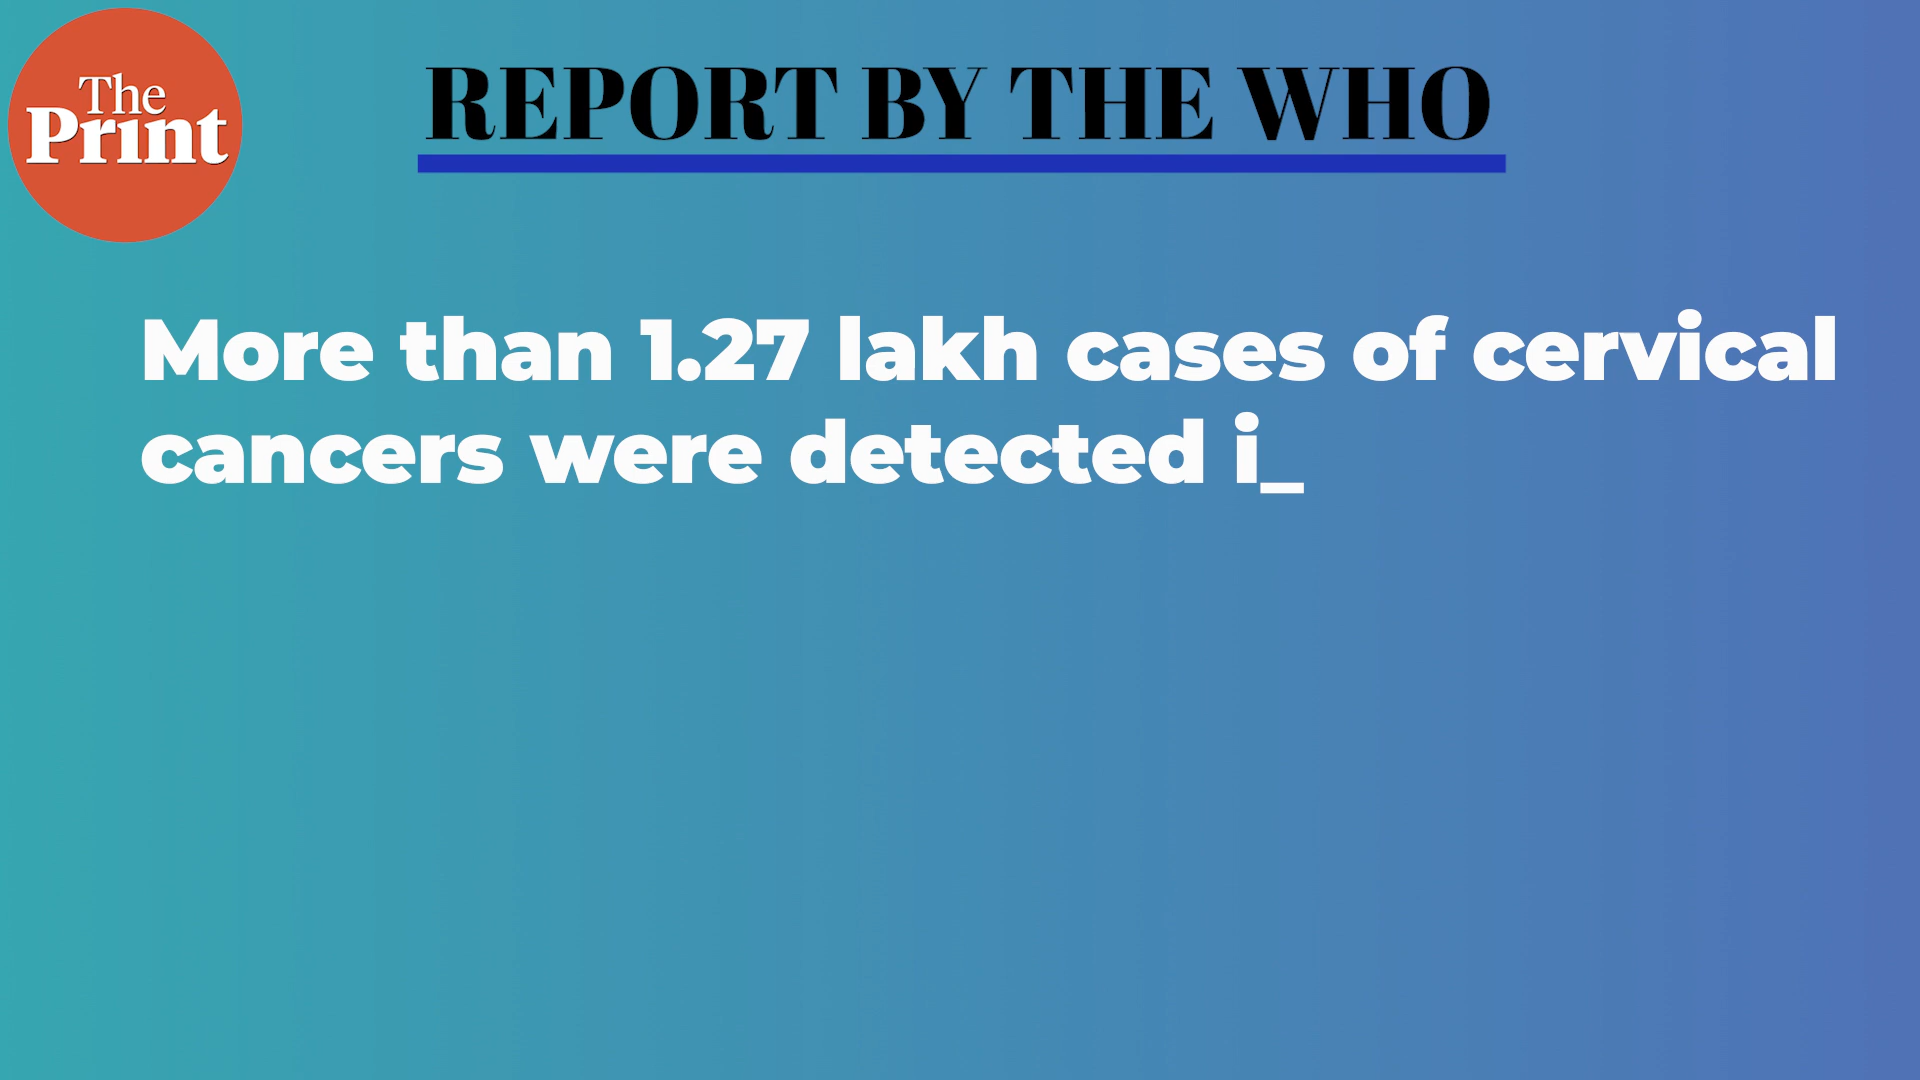 The
Print
REPORT BY THE WHO
More than 1.27 lakh cases of cervical
cancers were detected i_